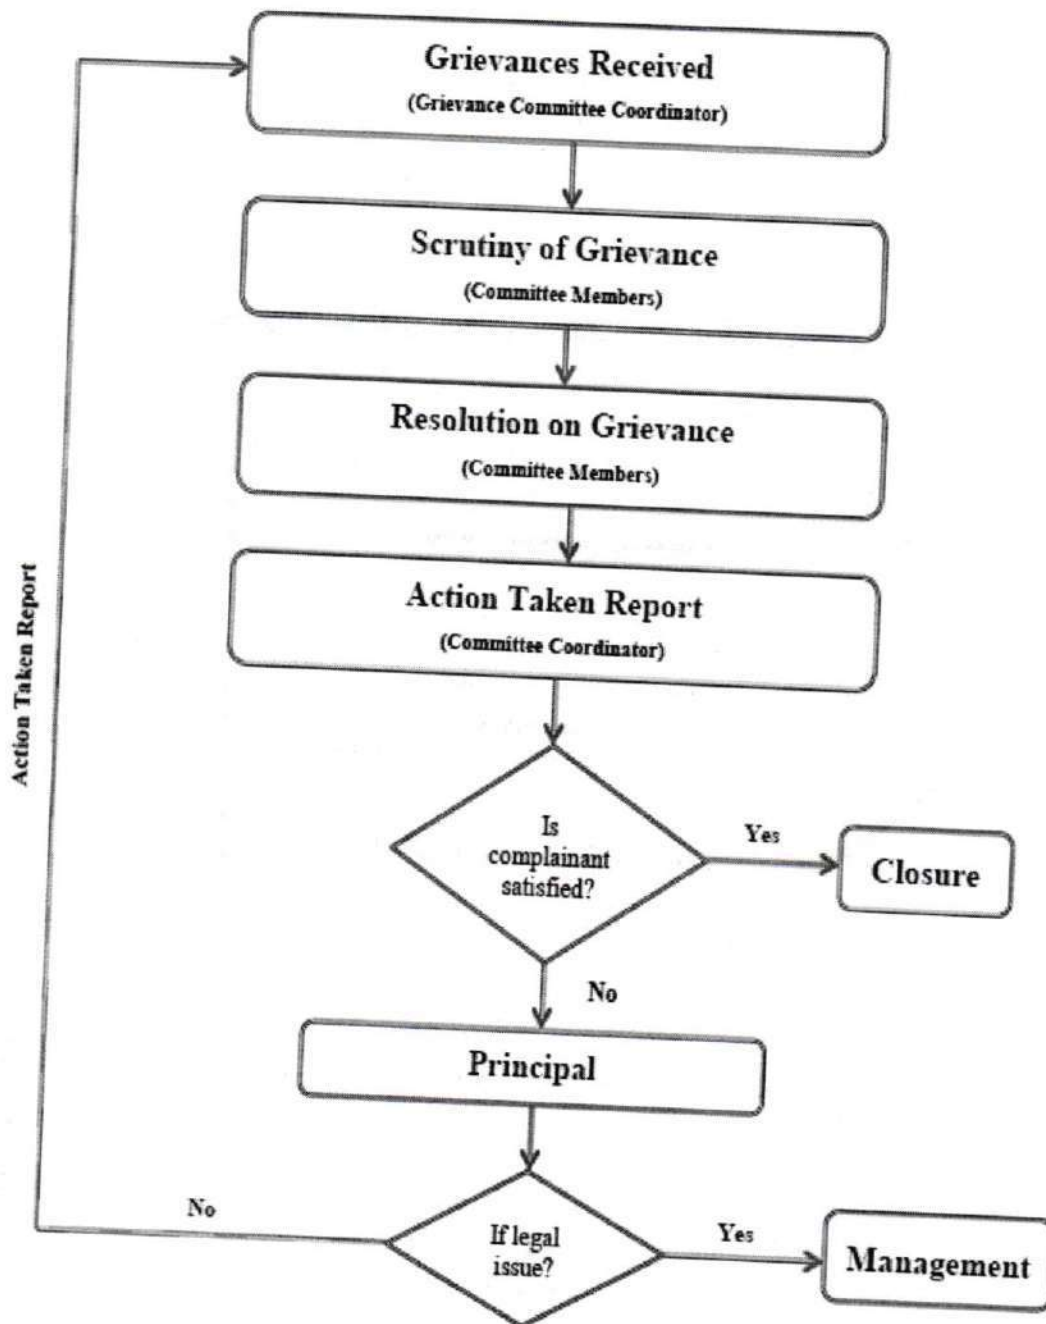 Grievances Received
(Grievance Committee Coordinator)
Scrutiny of Grievance
(Committee Members)
Resolution on Grievance
(Committee Members)
Action Taken Report
(Committee Coordinator)
Action Taken Report
Is
complainant
satisfied?
Yes
Closure
No
Principal
No
If legal
issue?
Yes
Management